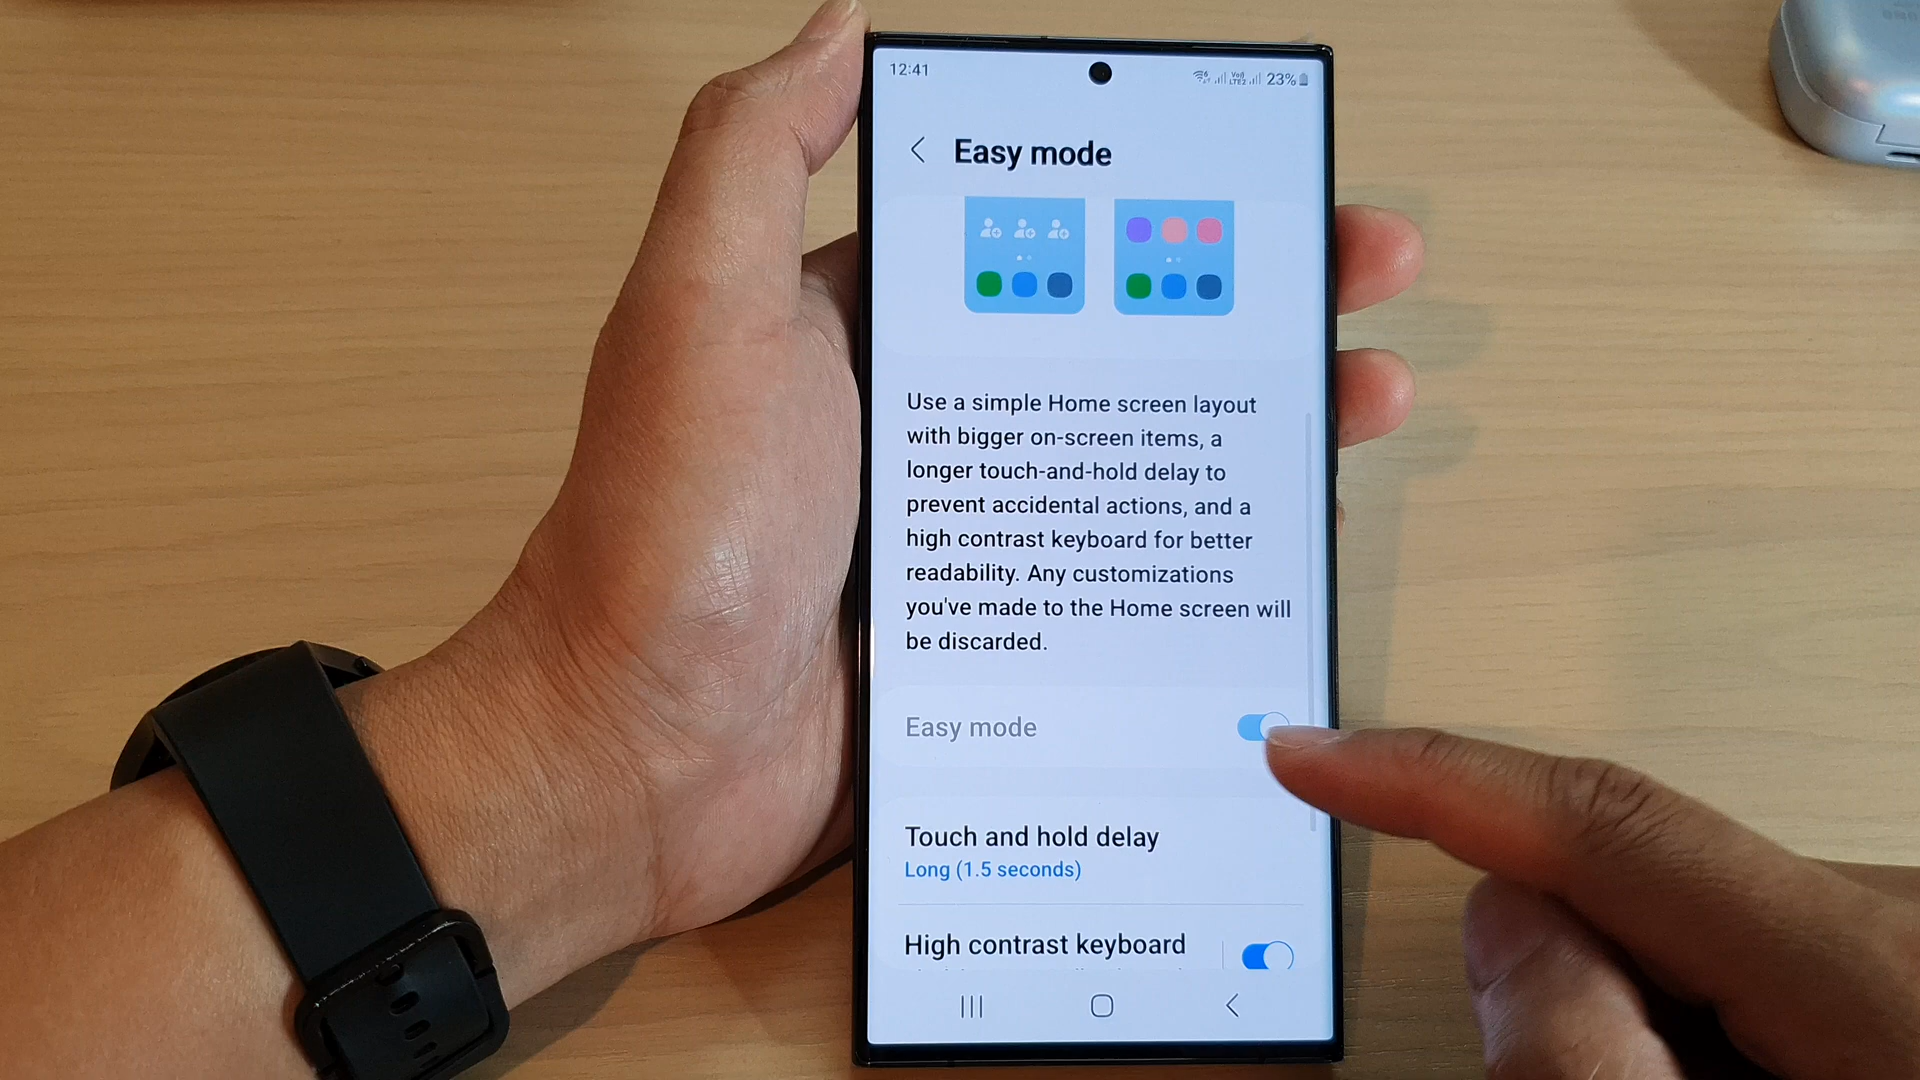 12:41
23%
Easy mode
Use a simple Home screen layout
with bigger on-screen items, a
longer touch-and-hold delay to
prevent accidental actions, and a
high contrast keyboard for better
readability. Any customizations
you've made to the Home screen will
be discarded.
Easy mode
Touch and hold delay
Long (1.5 seconds)
High contrast keyboard